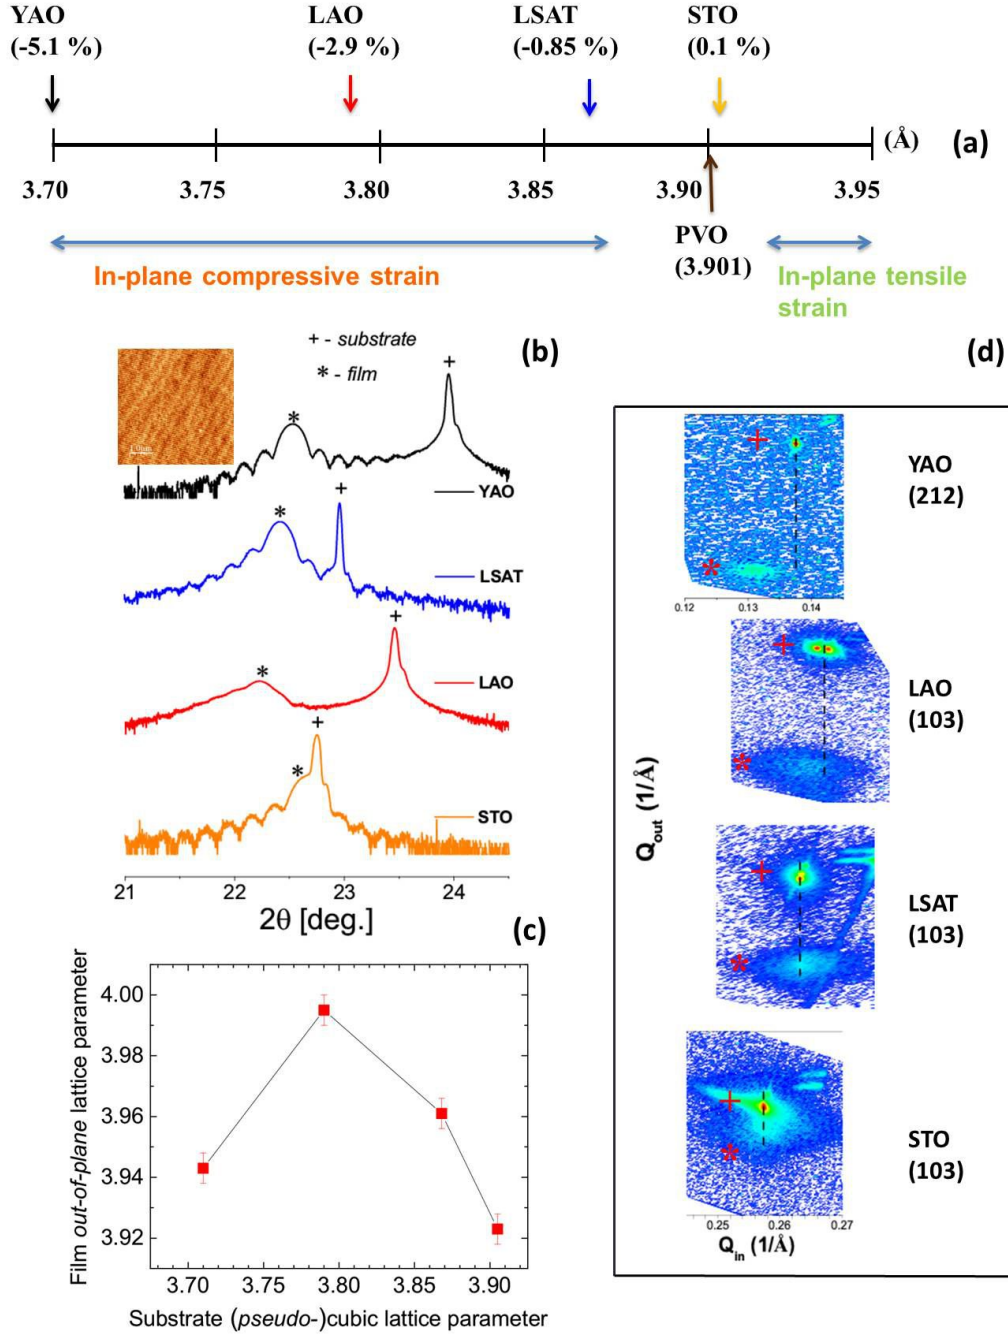 YAO LAO LSAT STO
(-5.1 %) (-2.9 %) (-0.85 %) (0.1 %)
(Å) (a)
3.70 3.75 3.80 3.85 3.90 3.95
PVO
(3.901)
In-plane compressive strain
In-plane tensile
strain
(b)
+ - substrate
* - film
+
*
YAO
+
*
LSAT
+
*
LAO
+
*
STO
21 22 23 24
2θ [deg.]
(c)
Film out-of-plane lattice parameter
4.00
3.98
3.96
3.94
3.92
3.70 3.75 3.80 3.85 3.90
Substrate (pseudo-)cubic lattice parameter
(d)
Q_out (1/Å)
+
*
YAO
(212)
0.12 0.13 0.14
+
*
LAO
(103)
+
*
LSAT
(103)
+
*
STO
(103)
0.25 0.26 0.27
Q_in (1/Å)